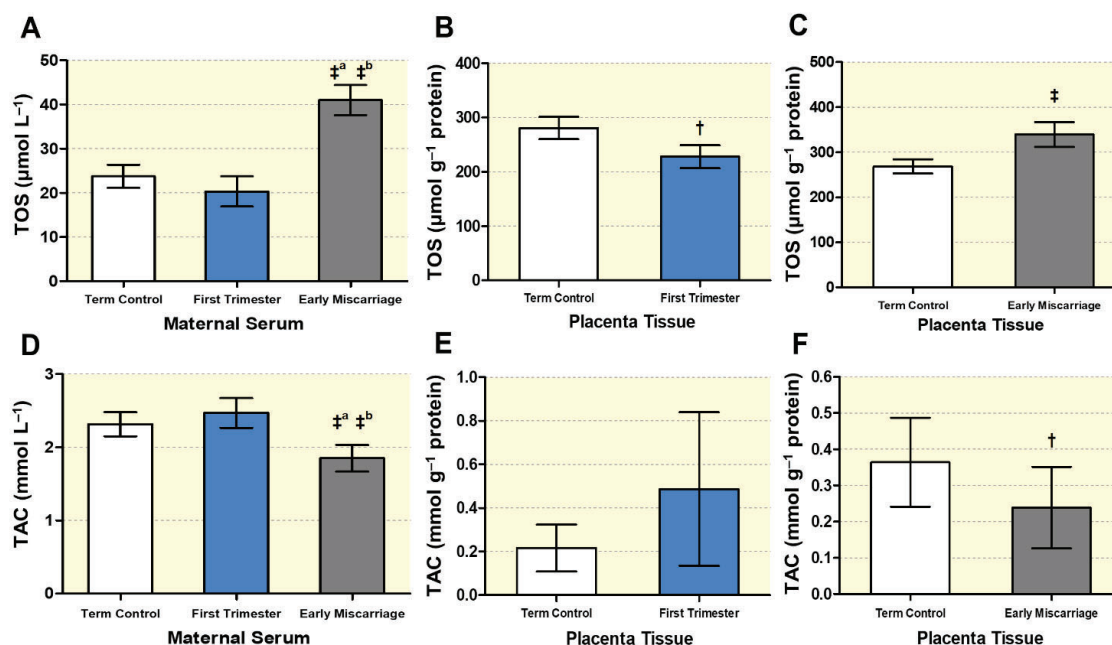 A
TOS (µmol L⁻¹)
50
40
30
20
10
0
‡ᵃ ‡ᵇ
Term Control
First Trimester
Early Miscarriage
Maternal Serum
B
TOS (µmol g⁻¹ protein)
400
300
200
100
0
†
Term Control
First Trimester
Placenta Tissue
C
TOS (µmol g⁻¹ protein)
500
400
300
200
100
0
‡
Term Control
Early Miscarriage
Placenta Tissue
D
TAC (mmol L⁻¹)
3
2
1
0
‡ᵃ ‡ᵇ
Term Control
First Trimester
Early Miscarriage
Maternal Serum
E
TAC (mmol g⁻¹ protein)
1.0
0.8
0.6
0.4
0.2
0.0
Term Control
First Trimester
Placenta Tissue
F
TAC (mmol g⁻¹ protein)
0.6
0.5
0.4
0.3
0.2
0.1
0.0
†
Term Control
Early Miscarriage
Placenta Tissue